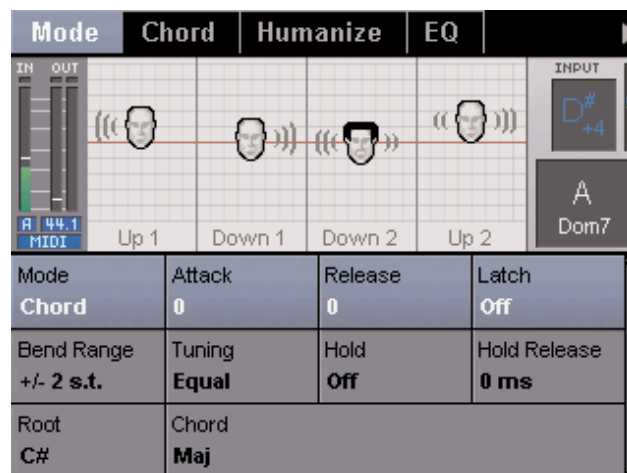 Mode Chord Humanize EQ
IN OUT
INPUT
D#
+4
A 44.1
MIDI
Up 1 Down 1 Down 2 Up 2
A
Dom7
Mode Attack Release Latch
Chord 0 0 Off
Bend Range Tuning Hold Hold Release
+/- 2 s.t. Equal Off 0 ms
Root Chord
C# Maj